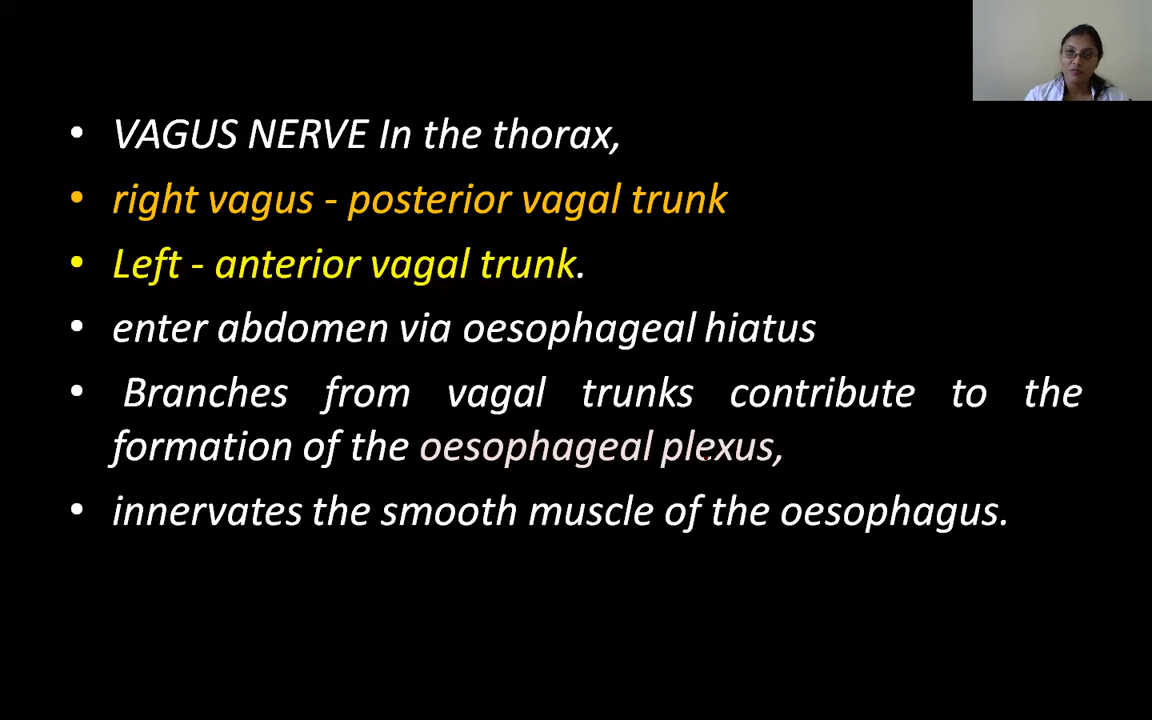 • VAGUS NERVE In the thorax,
• right vagus - posterior vagal trunk
• Left - anterior vagal trunk.
• enter abdomen via oesophageal hiatus
• Branches from vagal trunks contribute to the
formation of the oesophageal plexus,
• innervates the smooth muscle of the oesophagus.